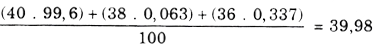 (40 . 99,6) + (38 . 0,063) + (36 . 0,337)
100
= 39,98